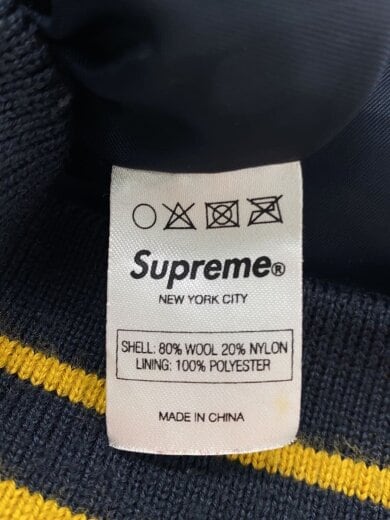 Supreme®
NEW YORK CITY
SHELL: 80% WOOL 20% NYLON
LINING: 100% POLYESTER
MADE IN CHINA